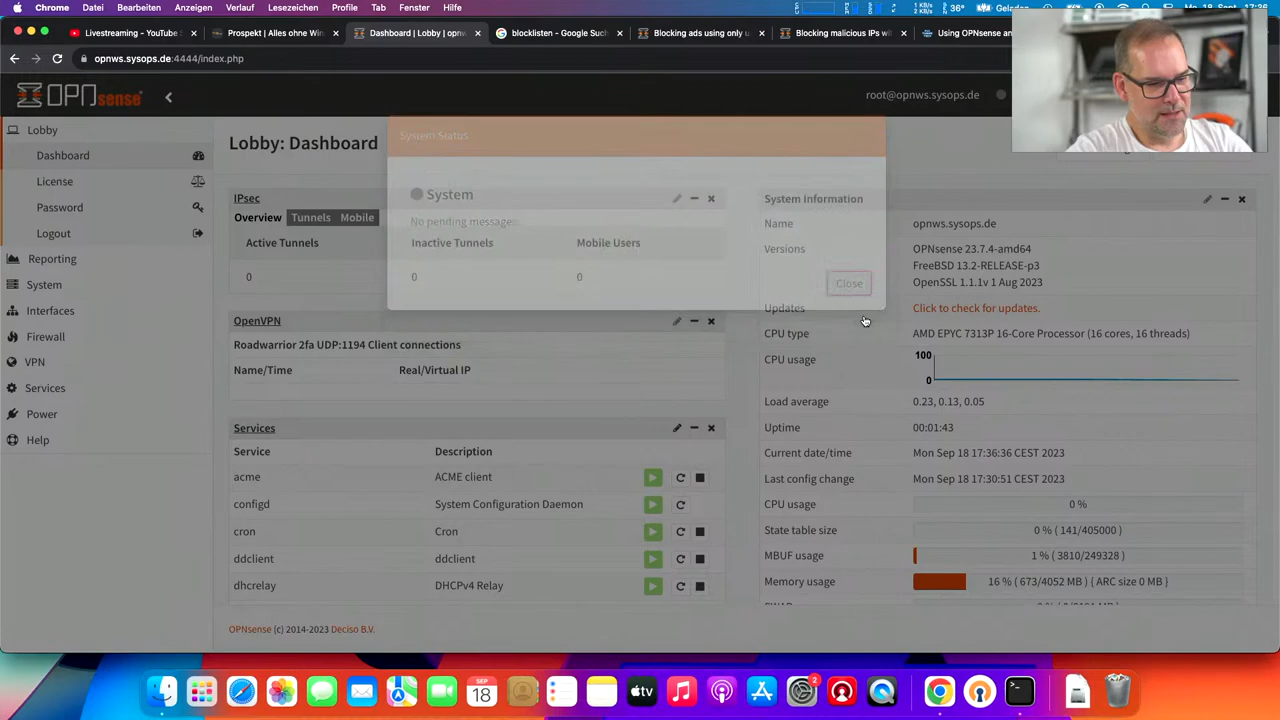 Chrome Datei Bearbeiten Anzeigen Verlauf Lesezeichen Profile Tab Fenster Hilfe
36° Geladen
Livestreaming - YouTube S
Prospekt | Alles ohne Win
Dashboard | Lobby | opnw
blocklisten - Google Such
Blocking ads using only u
Blocking malicious IPs wit
Using OPNsense an
opnws.sysops.de:4444/index.php
OPNsense
root@opnws.sysops.de
Lobby
Dashboard
License
Password
Logout
Reporting
System
Interfaces
Firewall
VPN
Services
Power
Help
Lobby: Dashboard
System Status
System
No pending messages
Close
IPsec
Overview Tunnels Mobile
Active Tunnels Inactive Tunnels Mobile Users
0 0 0
OpenVPN
Roadwarrior 2fa UDP:1194 Client connections
Name/Time Real/Virtual IP
Services
Service Description
acme ACME client
configd System Configuration Daemon
cron Cron
ddclient ddclient
dhcrelay DHCPv4 Relay
System Information
Name opnws.sysops.de
Versions OPNsense 23.7.4-amd64
FreeBSD 13.2-RELEASE-p3
OpenSSL 1.1.1v 1 Aug 2023
Updates Click to check for updates.
CPU type AMD EPYC 7313P 16-Core Processor (16 cores, 16 threads)
CPU usage 100
0
Load average 0.23, 0.13, 0.05
Uptime 00:01:43
Current date/time Mon Sep 18 17:36:36 CEST 2023
Last config change Mon Sep 18 17:30:51 CEST 2023
CPU usage 0 %
State table size 0 % ( 141/405000 )
MBUF usage 1 % ( 3810/249328 )
Memory usage 16 % ( 673/4052 MB ) { ARC size 0 MB }
OPNsense (c) 2014-2023 Deciso B.V.
SEP
18
tv
2